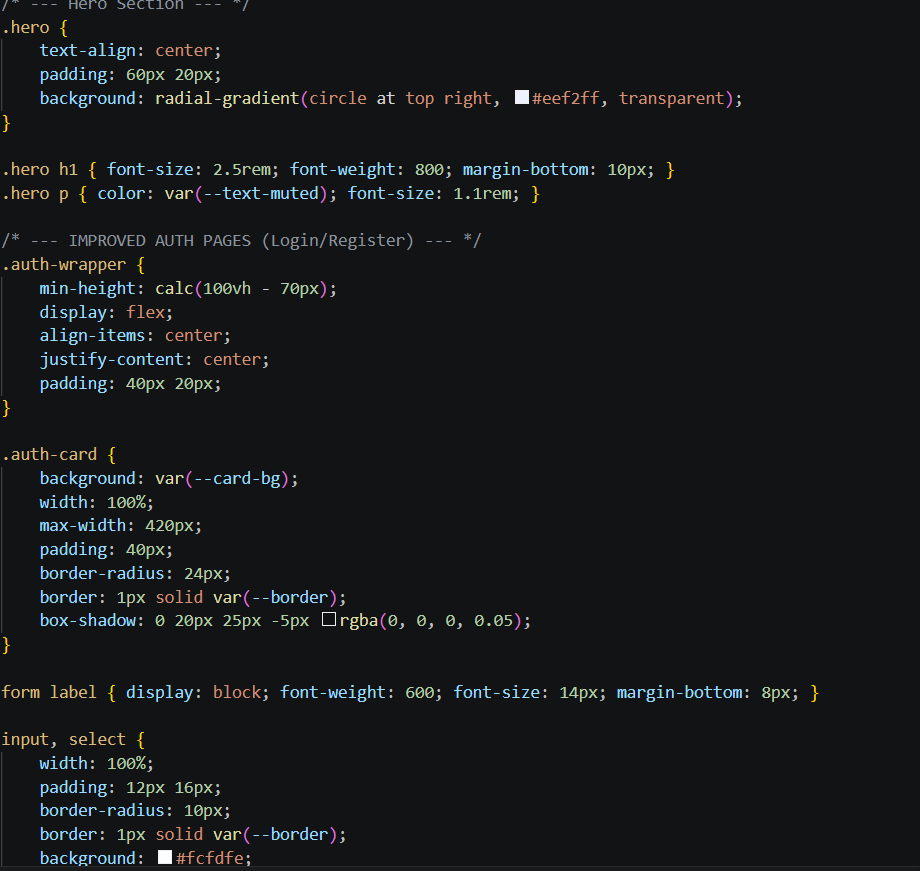 /* --- Hero Section --- */
.hero {
    text-align: center;
    padding: 60px 20px;
    background: radial-gradient(circle at top right, #eef2ff, transparent);
}

.hero h1 { font-size: 2.5rem; font-weight: 800; margin-bottom: 10px; }
.hero p { color: var(--text-muted); font-size: 1.1rem; }

/* --- IMPROVED AUTH PAGES (Login/Register) --- */
.auth-wrapper {
    min-height: calc(100vh - 70px);
    display: flex;
    align-items: center;
    justify-content: center;
    padding: 40px 20px;
}

.auth-card {
    background: var(--card-bg);
    width: 100%;
    max-width: 420px;
    padding: 40px;
    border-radius: 24px;
    border: 1px solid var(--border);
    box-shadow: 0 20px 25px -5px rgba(0, 0, 0, 0.05);
}

form label { display: block; font-weight: 600; font-size: 14px; margin-bottom: 8px; }

input, select {
    width: 100%;
    padding: 12px 16px;
    border-radius: 10px;
    border: 1px solid var(--border);
    background: #fcfdfe;